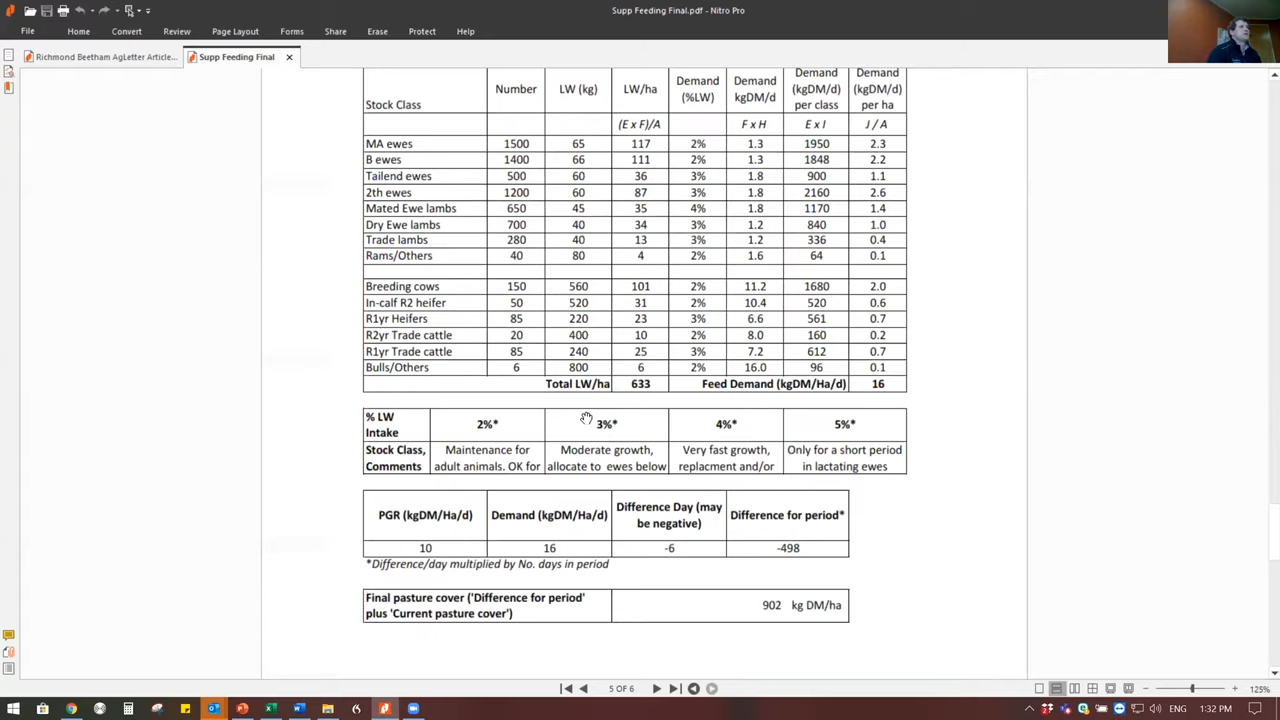 Supp Feeding Final.pdf - Nitro Pro
File Home Convert Review Page Layout Forms Share Erase Protect Help
Richmond Beetham AgLetter Article... Supp Feeding Final
Stock Class Number LW (kg) LW/ha Demand (%LW) Demand kgDM/d Demand (kgDM/d) per class Demand (kgDM/d) per ha
(E x F)/A F x H E x I J / A
MA ewes 1500 65 117 2% 1.3 1950 2.3
B ewes 1400 66 111 2% 1.3 1848 2.2
Tailend ewes 500 60 36 3% 1.8 900 1.1
2th ewes 1200 60 87 3% 1.8 2160 2.6
Mated Ewe lambs 650 45 35 4% 1.8 1170 1.4
Dry Ewe lambs 700 40 34 3% 1.2 840 1.0
Trade lambs 280 40 13 3% 1.2 336 0.4
Rams/Others 40 80 4 2% 1.6 64 0.1
Breeding cows 150 560 101 2% 11.2 1680 2.0
In-calf R2 heifer 50 520 31 2% 10.4 520 0.6
R1yr Heifers 85 220 23 3% 6.6 561 0.7
R2yr Trade cattle 20 400 10 2% 8.0 160 0.2
R1yr Trade cattle 85 240 25 3% 7.2 612 0.7
Bulls/Others 6 800 6 2% 16.0 96 0.1
Total LW/ha 633 Feed Demand (kgDM/Ha/d) 16
% LW Intake 2%* 3%* 4%* 5%*
Stock Class, Maintenance for Moderate growth, Very fast growth, Only for a short period
Comments adult animals. OK for allocate to ewes below replacment and/or in lactating ewes
PGR (kgDM/Ha/d) Demand (kgDM/Ha/d) Difference Day (may be negative) Difference for period*
10 16 -6 -498
*Difference/day multiplied by No. days in period
Final pasture cover ('Difference for period'
plus 'Current pasture cover') 902 kg DM/ha
5 OF 6 125%
ENG 1:32 PM